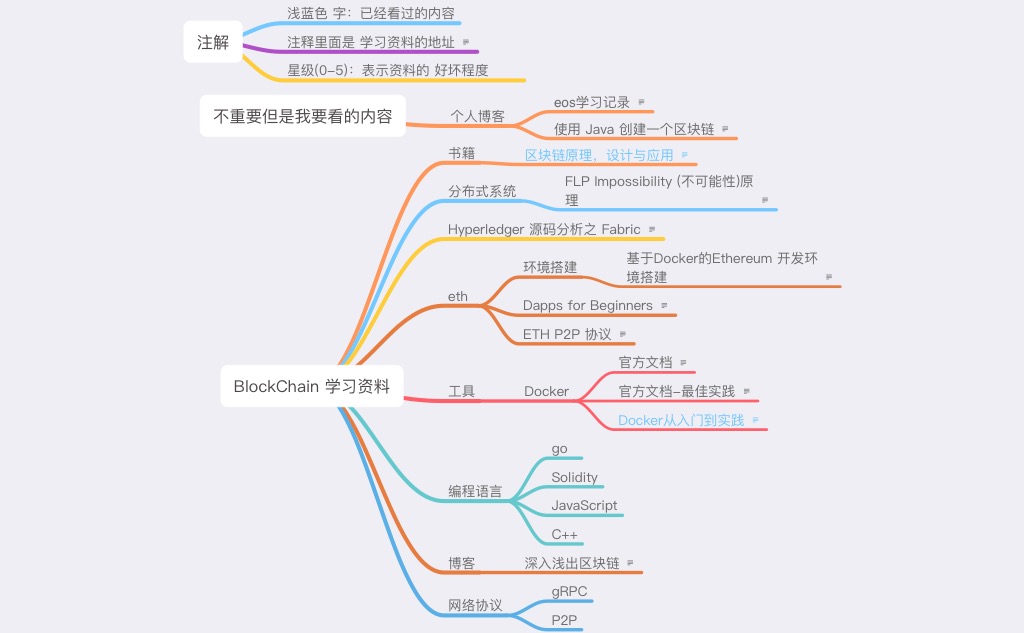 浅蓝色 字：已经看过的内容
注解
注释里面是 学习资料的地址
星级(0-5)：表示资料的 好坏程度
不重要但是我要看的内容
个人博客
eos学习记录
使用 Java 创建一个区块链
书籍
区块链原理，设计与应用
分布式系统
FLP Impossibility (不可能性)原
理
Hyperledger 源码分析之 Fabric
eth
环境搭建
基于Docker的Ethereum 开发环
境搭建
Dapps for Beginners
ETH P2P 协议
BlockChain 学习资料
工具
Docker
官方文档
官方文档-最佳实践
Docker从入门到实践
编程语言
go
Solidity
JavaScript
C++
博客
深入浅出区块链
网络协议
gRPC
P2P